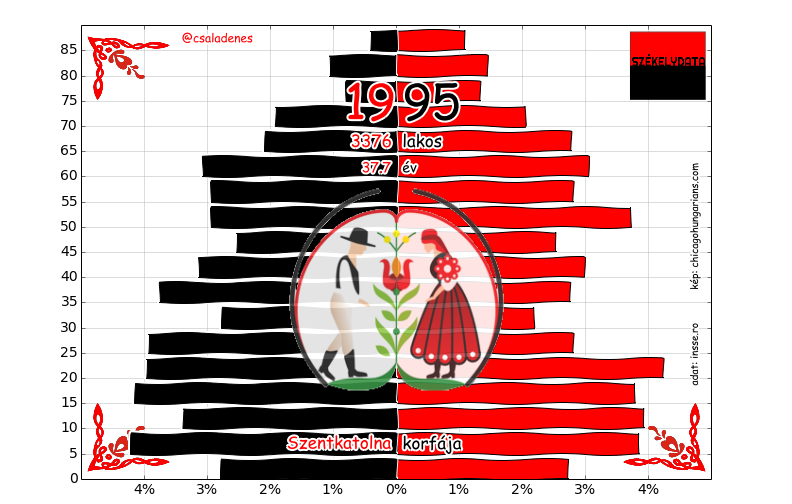 @csaladenes
SZÉKELYDATA
1995
3376 lakos
37.7 év
kép: chicagohungarians.com
adat: insse.ro
Szentkatolna korfája
85
80
75
70
65
60
55
50
45
40
35
30
25
20
15
10
5
0
4% 3% 2% 1% 0% 1% 2% 3% 4%